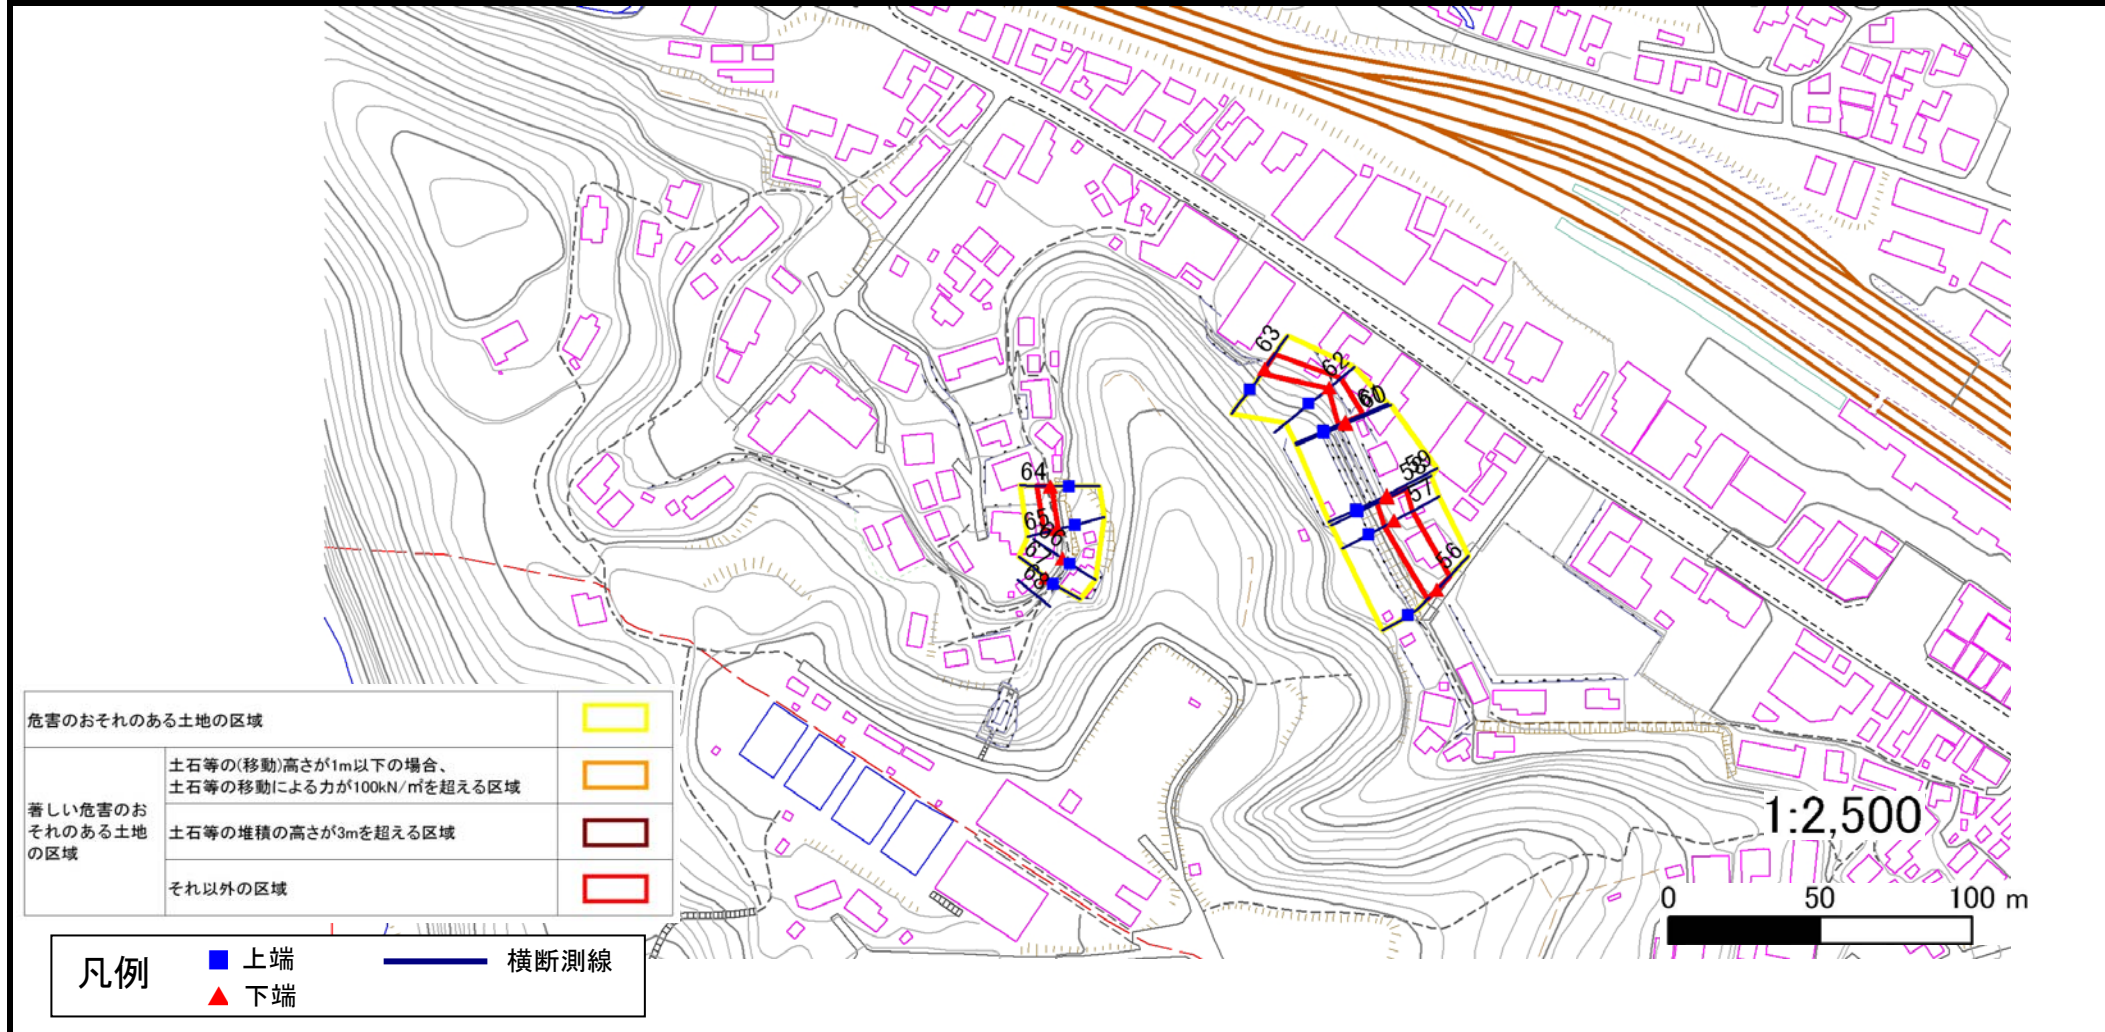 63
62
60
59
57
64
65
66
67
68
56
危害のおそれのある土地の区域
著しい危害のお
それのある土地
の区域
土石等の(移動)高さが1m以下の場合、
土石等の移動による力が100kN/㎡を超える区域
土石等の堆積の高さが3mを超える区域
それ以外の区域
1:2,500
0 50 100 m
凡例
上端
下端
横断測線